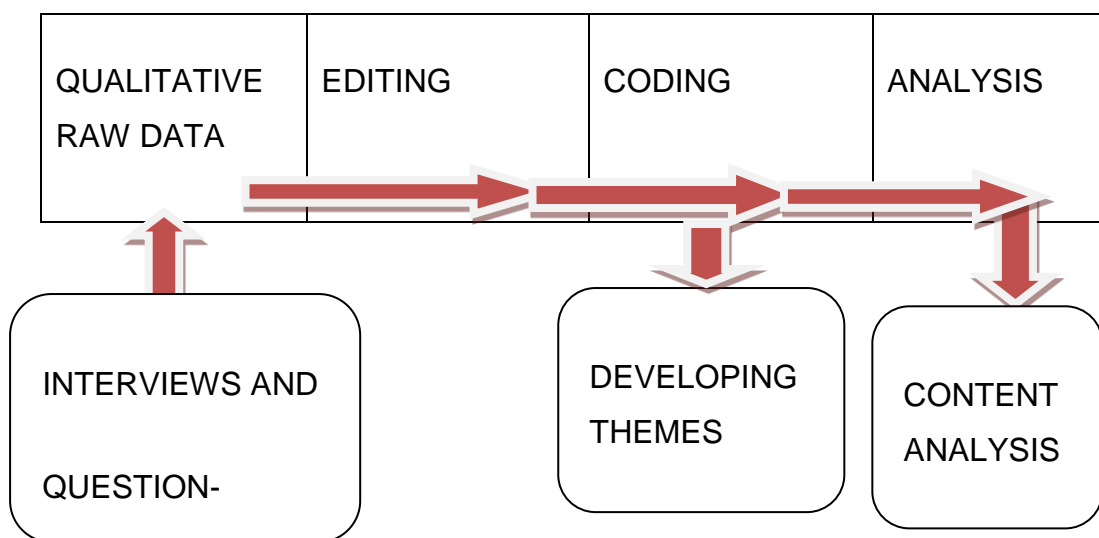 QUALITATIVE
RAW DATA
EDITING
CODING
ANALYSIS
INTERVIEWS AND
QUESTION-
DEVELOPING
THEMES
CONTENT
ANALYSIS